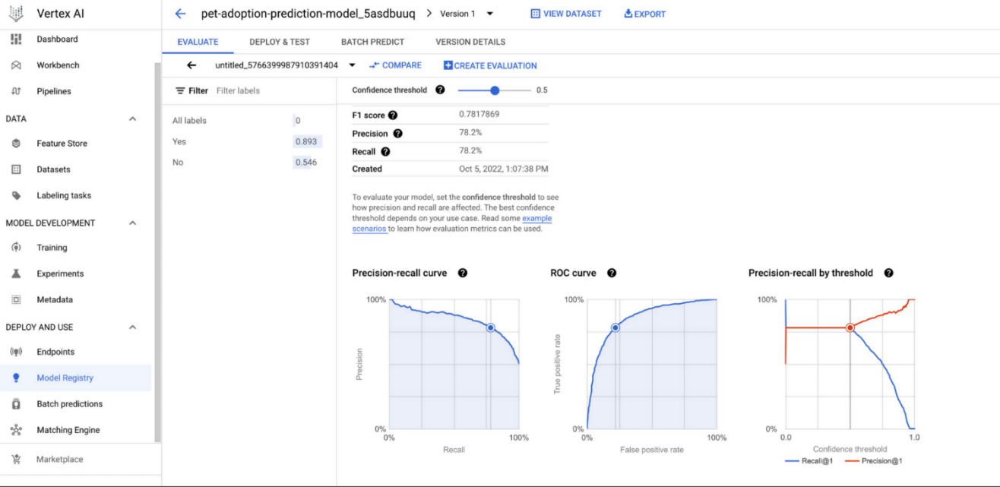 Vertex AI
pet-adoption-prediction-model_5asdbuuq > Version 1 VIEW DATASET EXPORT
Dashboard
Workbench
Pipelines
DATA
Feature Store
Datasets
Labeling tasks
MODEL DEVELOPMENT
Training
Experiments
Metadata
DEPLOY AND USE
Endpoints
Model Registry
Batch predictions
Matching Engine
Marketplace
EVALUATE DEPLOY & TEST BATCH PREDICT VERSION DETAILS
untitled_5766399987910391404 COMPARE CREATE EVALUATION
Filter Filter labels
All labels 0
Yes 0.893
No 0.546
Confidence threshold ? 0.5
F1 score ? 0.7817869
Precision ? 78.2%
Recall ? 78.2%
Created Oct 5, 2022, 1:07:38 PM
To evaluate your model, set the confidence threshold to see
how precision and recall are affected. The best confidence
threshold depends on your use case. Read some example
scenarios to learn how evaluation metrics can be used.
Precision-recall curve ?
100%
Precision
0%
0% 100%
Recall
ROC curve ?
100%
True positive rate
0%
0% 100%
False positive rate
Precision-recall by threshold ?
100%
0%
0.0 1.0
Confidence threshold
Recall@1 Precision@1